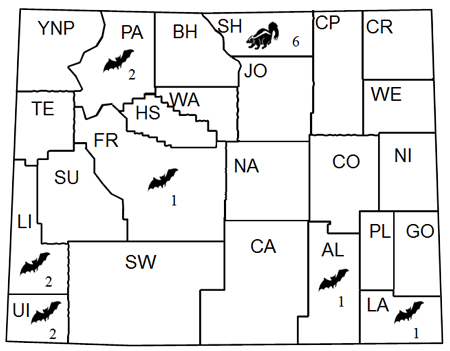 YNP PA BH SH 6 CP CR
2
JO
TE HS WA WE
FR
SU 1 NA CO NI
LI
SW CA AL PL GO
2
UI 2 1 LA 1